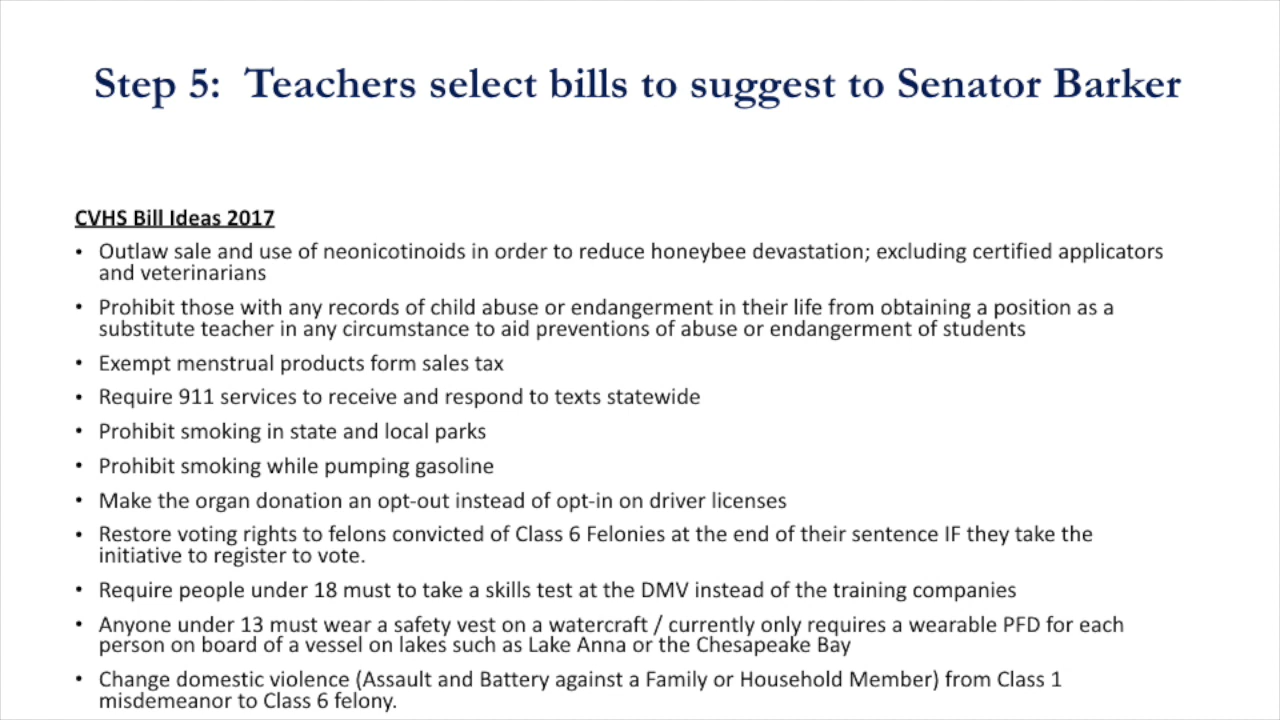 Step 5:  Teachers select bills to suggest to Senator Barker
CVHS Bill Ideas 2017
• Outlaw sale and use of neonicotinoids in order to reduce honeybee devastation; excluding certified applicators
and veterinarians
• Prohibit those with any records of child abuse or endangerment in their life from obtaining a position as a
substitute teacher in any circumstance to aid preventions of abuse or endangerment of students
• Exempt menstrual products form sales tax
• Require 911 services to receive and respond to texts statewide
• Prohibit smoking in state and local parks
• Prohibit smoking while pumping gasoline
• Make the organ donation an opt-out instead of opt-in on driver licenses
• Restore voting rights to felons convicted of Class 6 Felonies at the end of their sentence IF they take the
initiative to register to vote.
• Require people under 18 must to take a skills test at the DMV instead of the training companies
• Anyone under 13 must wear a safety vest on a watercraft / currently only requires a wearable PFD for each
person on board of a vessel on lakes such as Lake Anna or the Chesapeake Bay
• Change domestic violence (Assault and Battery against a Family or Household Member) from Class 1
misdemeanor to Class 6 felony.